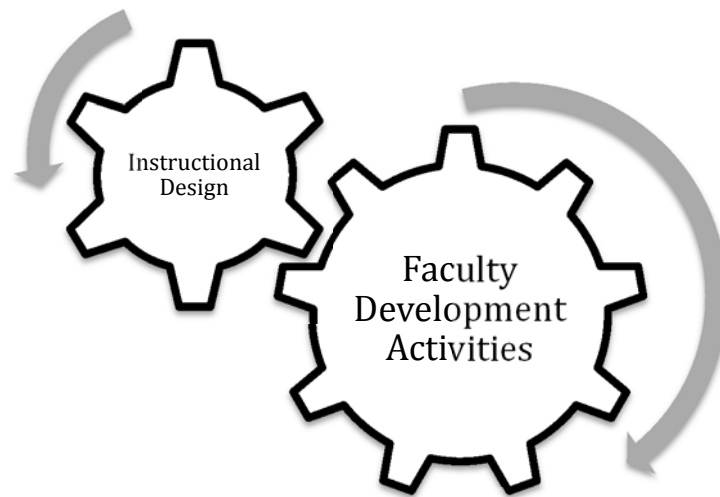 Instructional
Design
Faculty
Development
Activities